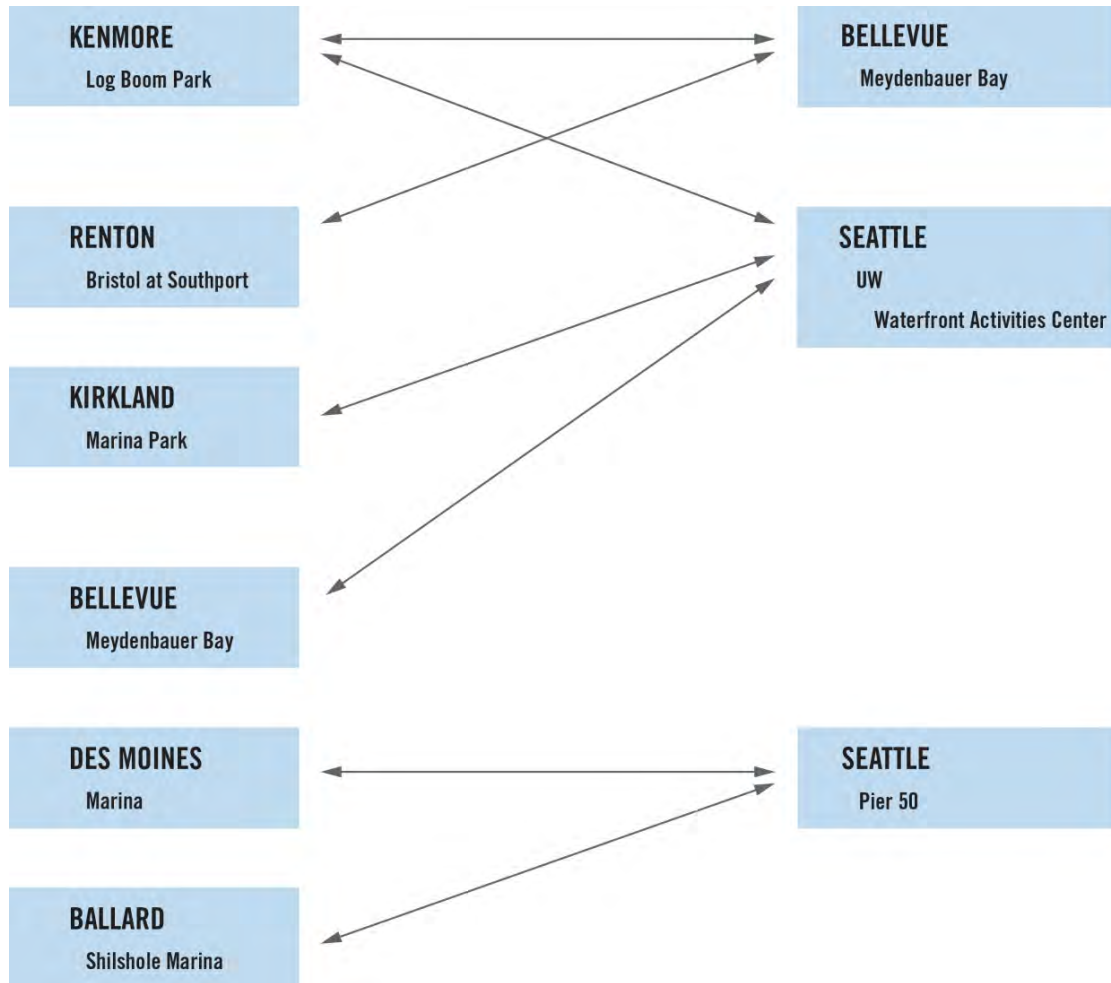 KENMORE
Log Boom Park
BELLEVUE
Meydenbauer Bay
RENTON
Bristol at Southport
SEATTLE
UW
Waterfront Activities Center
KIRKLAND
Marina Park
BELLEVUE
Meydenbauer Bay
DES MOINES
Marina
SEATTLE
Pier 50
BALLARD
Shilshole Marina